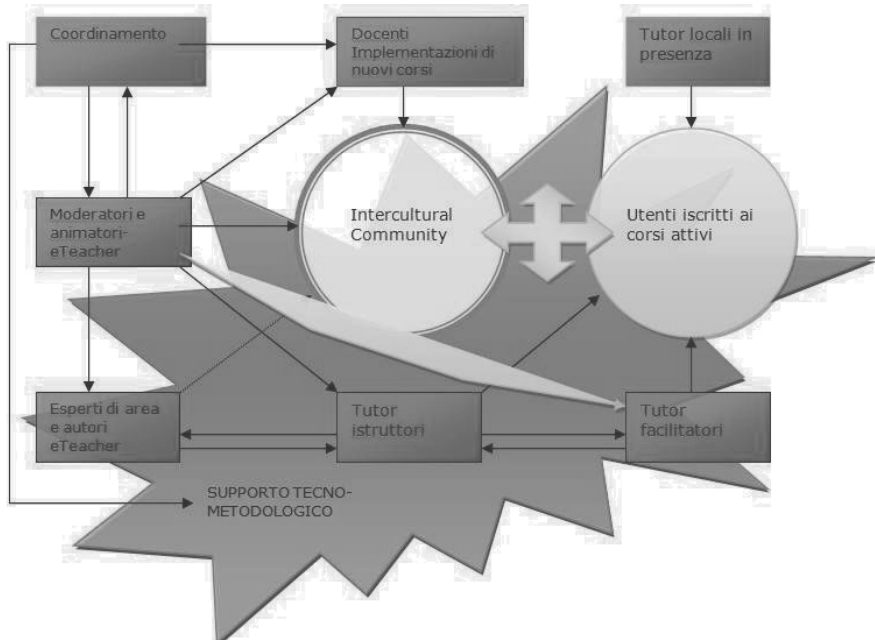 Coordinamento
Docenti
Implementazioni di
nuovi corsi
Tutor locali in
presenza
Moderatori e
animatori-
eTeacher
Intercultural
Community
Utenti iscritti ai
corsi attivi
Esperti di area
e autori
eTeacher
Tutor
istruttori
Tutor
facilitatori
SUPPORTO TECNO-
METODOLOGICO